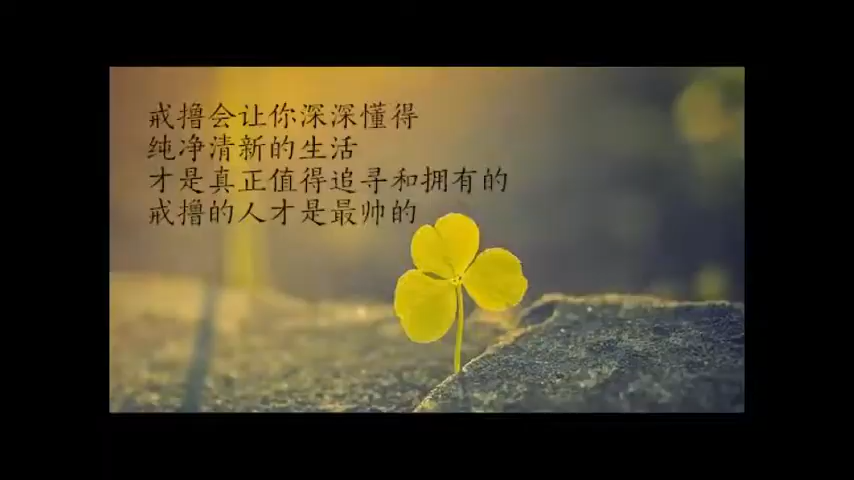 戒撸会让你深深懂得
纯净清新的生活
才是真正值得追寻和拥有的
戒撸的人才是最帅的